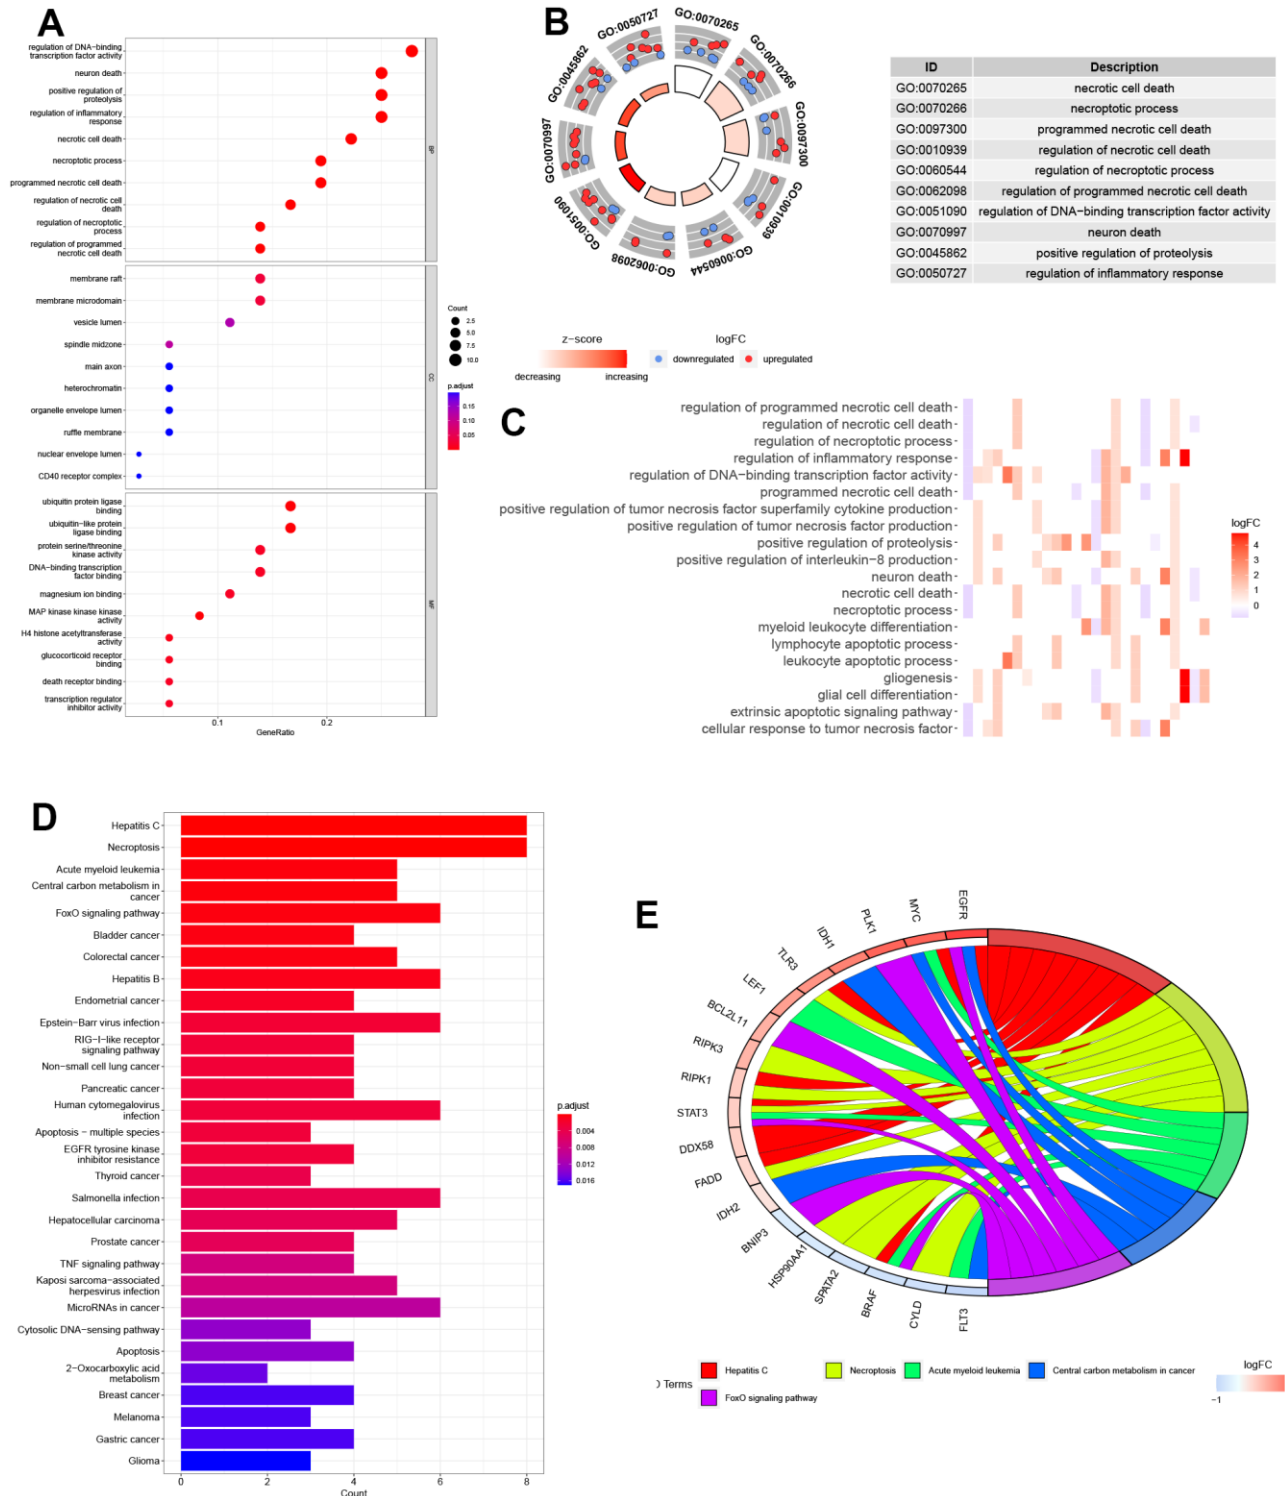 A
regulation of DNA−binding
transcription factor activity
neuron death
positive regulation of
proteolysis
regulation of inflammatory
response
necrotic cell death
necroptotic process
programmed necrotic cell death
regulation of necrotic cell
death
regulation of necroptotic
process
regulation of programmed
necrotic cell death
BP
membrane raft
membrane microdomain
vesicle lumen
spindle midzone
main axon
heterochromatin
organelle envelope lumen
ruffle membrane
nuclear envelope lumen
CD40 receptor complex
CC
ubiquitin protein ligase
binding
ubiquitin−like protein
ligase binding
protein serine/threonine
kinase activity
DNA−binding transcription
factor binding
magnesium ion binding
MAP kinase kinase kinase
activity
H4 histone acetyltransferase
activity
glucocorticoid receptor
binding
death receptor binding
transcription regulator
inhibitor activity
MF
0.1
0.2
GeneRatio
Count
2.5
5.0
7.5
10.0
p.adjust
0.15
0.10
0.05
B
GO:0050727
GO:0070265
GO:0045862
GO:0070266
GO:0070997
GO:0097300
GO:0051090
GO:0010939
GO:0062098
GO:0060544
z−score
decreasing
increasing
logFC
downregulated
upregulated
ID Description
GO:0070265 necrotic cell death
GO:0070266 necroptotic process
GO:0097300 programmed necrotic cell death
GO:0010939 regulation of necrotic cell death
GO:0060544 regulation of necroptotic process
GO:0062098 regulation of programmed necrotic cell death
GO:0051090 regulation of DNA−binding transcription factor activity
GO:0070997 neuron death
GO:0045862 positive regulation of proteolysis
GO:0050727 regulation of inflammatory response
C
regulation of programmed necrotic cell death
regulation of necrotic cell death
regulation of necroptotic process
regulation of inflammatory response
regulation of DNA−binding transcription factor activity
programmed necrotic cell death
positive regulation of tumor necrosis factor superfamily cytokine production
positive regulation of tumor necrosis factor production
positive regulation of proteolysis
positive regulation of interleukin−8 production
neuron death
necrotic cell death
necroptotic process
myeloid leukocyte differentiation
lymphocyte apoptotic process
leukocyte apoptotic process
gliogenesis
glial cell differentiation
extrinsic apoptotic signaling pathway
cellular response to tumor necrosis factor
logFC
4
3
2
1
0
D
Hepatitis C
Necroptosis
Acute myeloid leukemia
Central carbon metabolism in
cancer
FoxO signaling pathway
Bladder cancer
Colorectal cancer
Hepatitis B
Endometrial cancer
Epstein−Barr virus infection
RIG−I−like receptor
signaling pathway
Non−small cell lung cancer
Pancreatic cancer
Human cytomegalovirus
infection
Apoptosis − multiple species
EGFR tyrosine kinase
inhibitor resistance
Thyroid cancer
Salmonella infection
Hepatocellular carcinoma
Prostate cancer
TNF signaling pathway
Kaposi sarcoma−associated
herpesvirus infection
MicroRNAs in cancer
Cytosolic DNA−sensing pathway
Apoptosis
2−Oxocarboxylic acid
metabolism
Breast cancer
Melanoma
Gastric cancer
Glioma
0
2
4
6
8
Count
p.adjust
0.004
0.008
0.012
0.016
E
EGFR
MYC
PLK1
IDH1
TLR3
LEF1
BCL2L11
RIPK3
RIPK1
STAT3
DDX58
FADD
IDH2
BNIP3
HSP90AA1
SPATA2
BRAF
CYLD
FLT3
Terms
Hepatitis C
Necroptosis
Acute myeloid leukemia
Central carbon metabolism in cancer
FoxO signaling pathway
logFC
−1